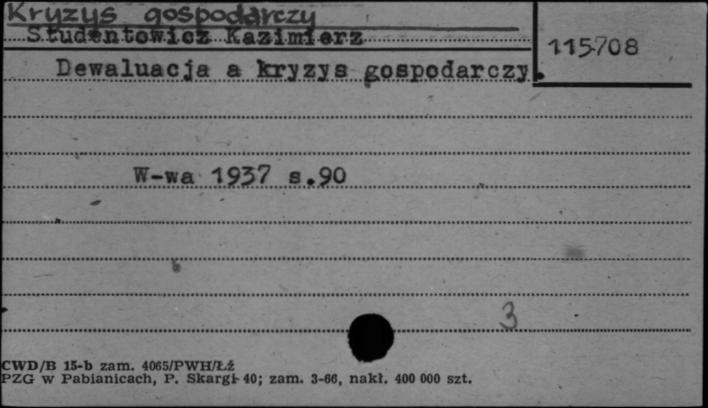 Kryzys gospodarczy
Studentowicz Kazimierz
115708
Dewaluacja a kryzys gospodarczy.
W-wa 1937 s.90
3
CWD/B 15-b zam. 4065/PWH/Łź
PZG w Pabianicach, P. Skargi 40; zam. 3-66, nakł. 400 000 szt.